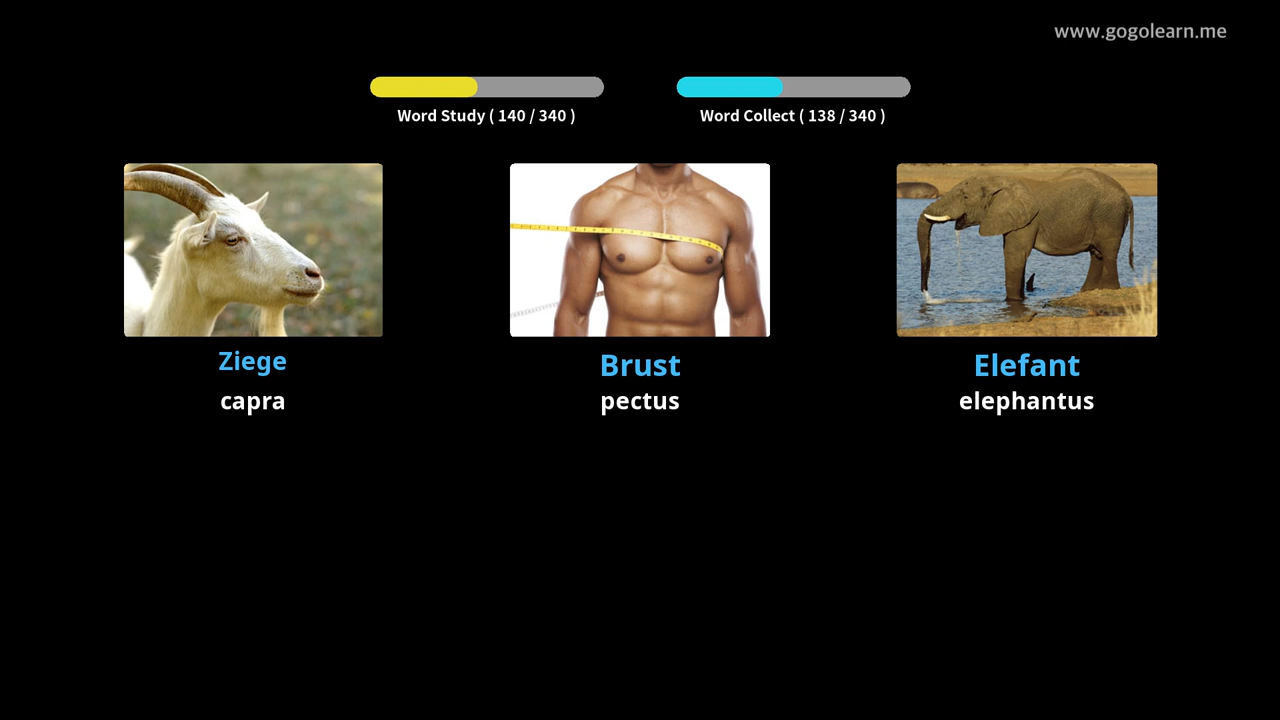 www.gogolearn.me
Word Study ( 140 / 340 )
Word Collect ( 138 / 340 )
Ziege
capra
Brust
pectus
Elefant
elephantus